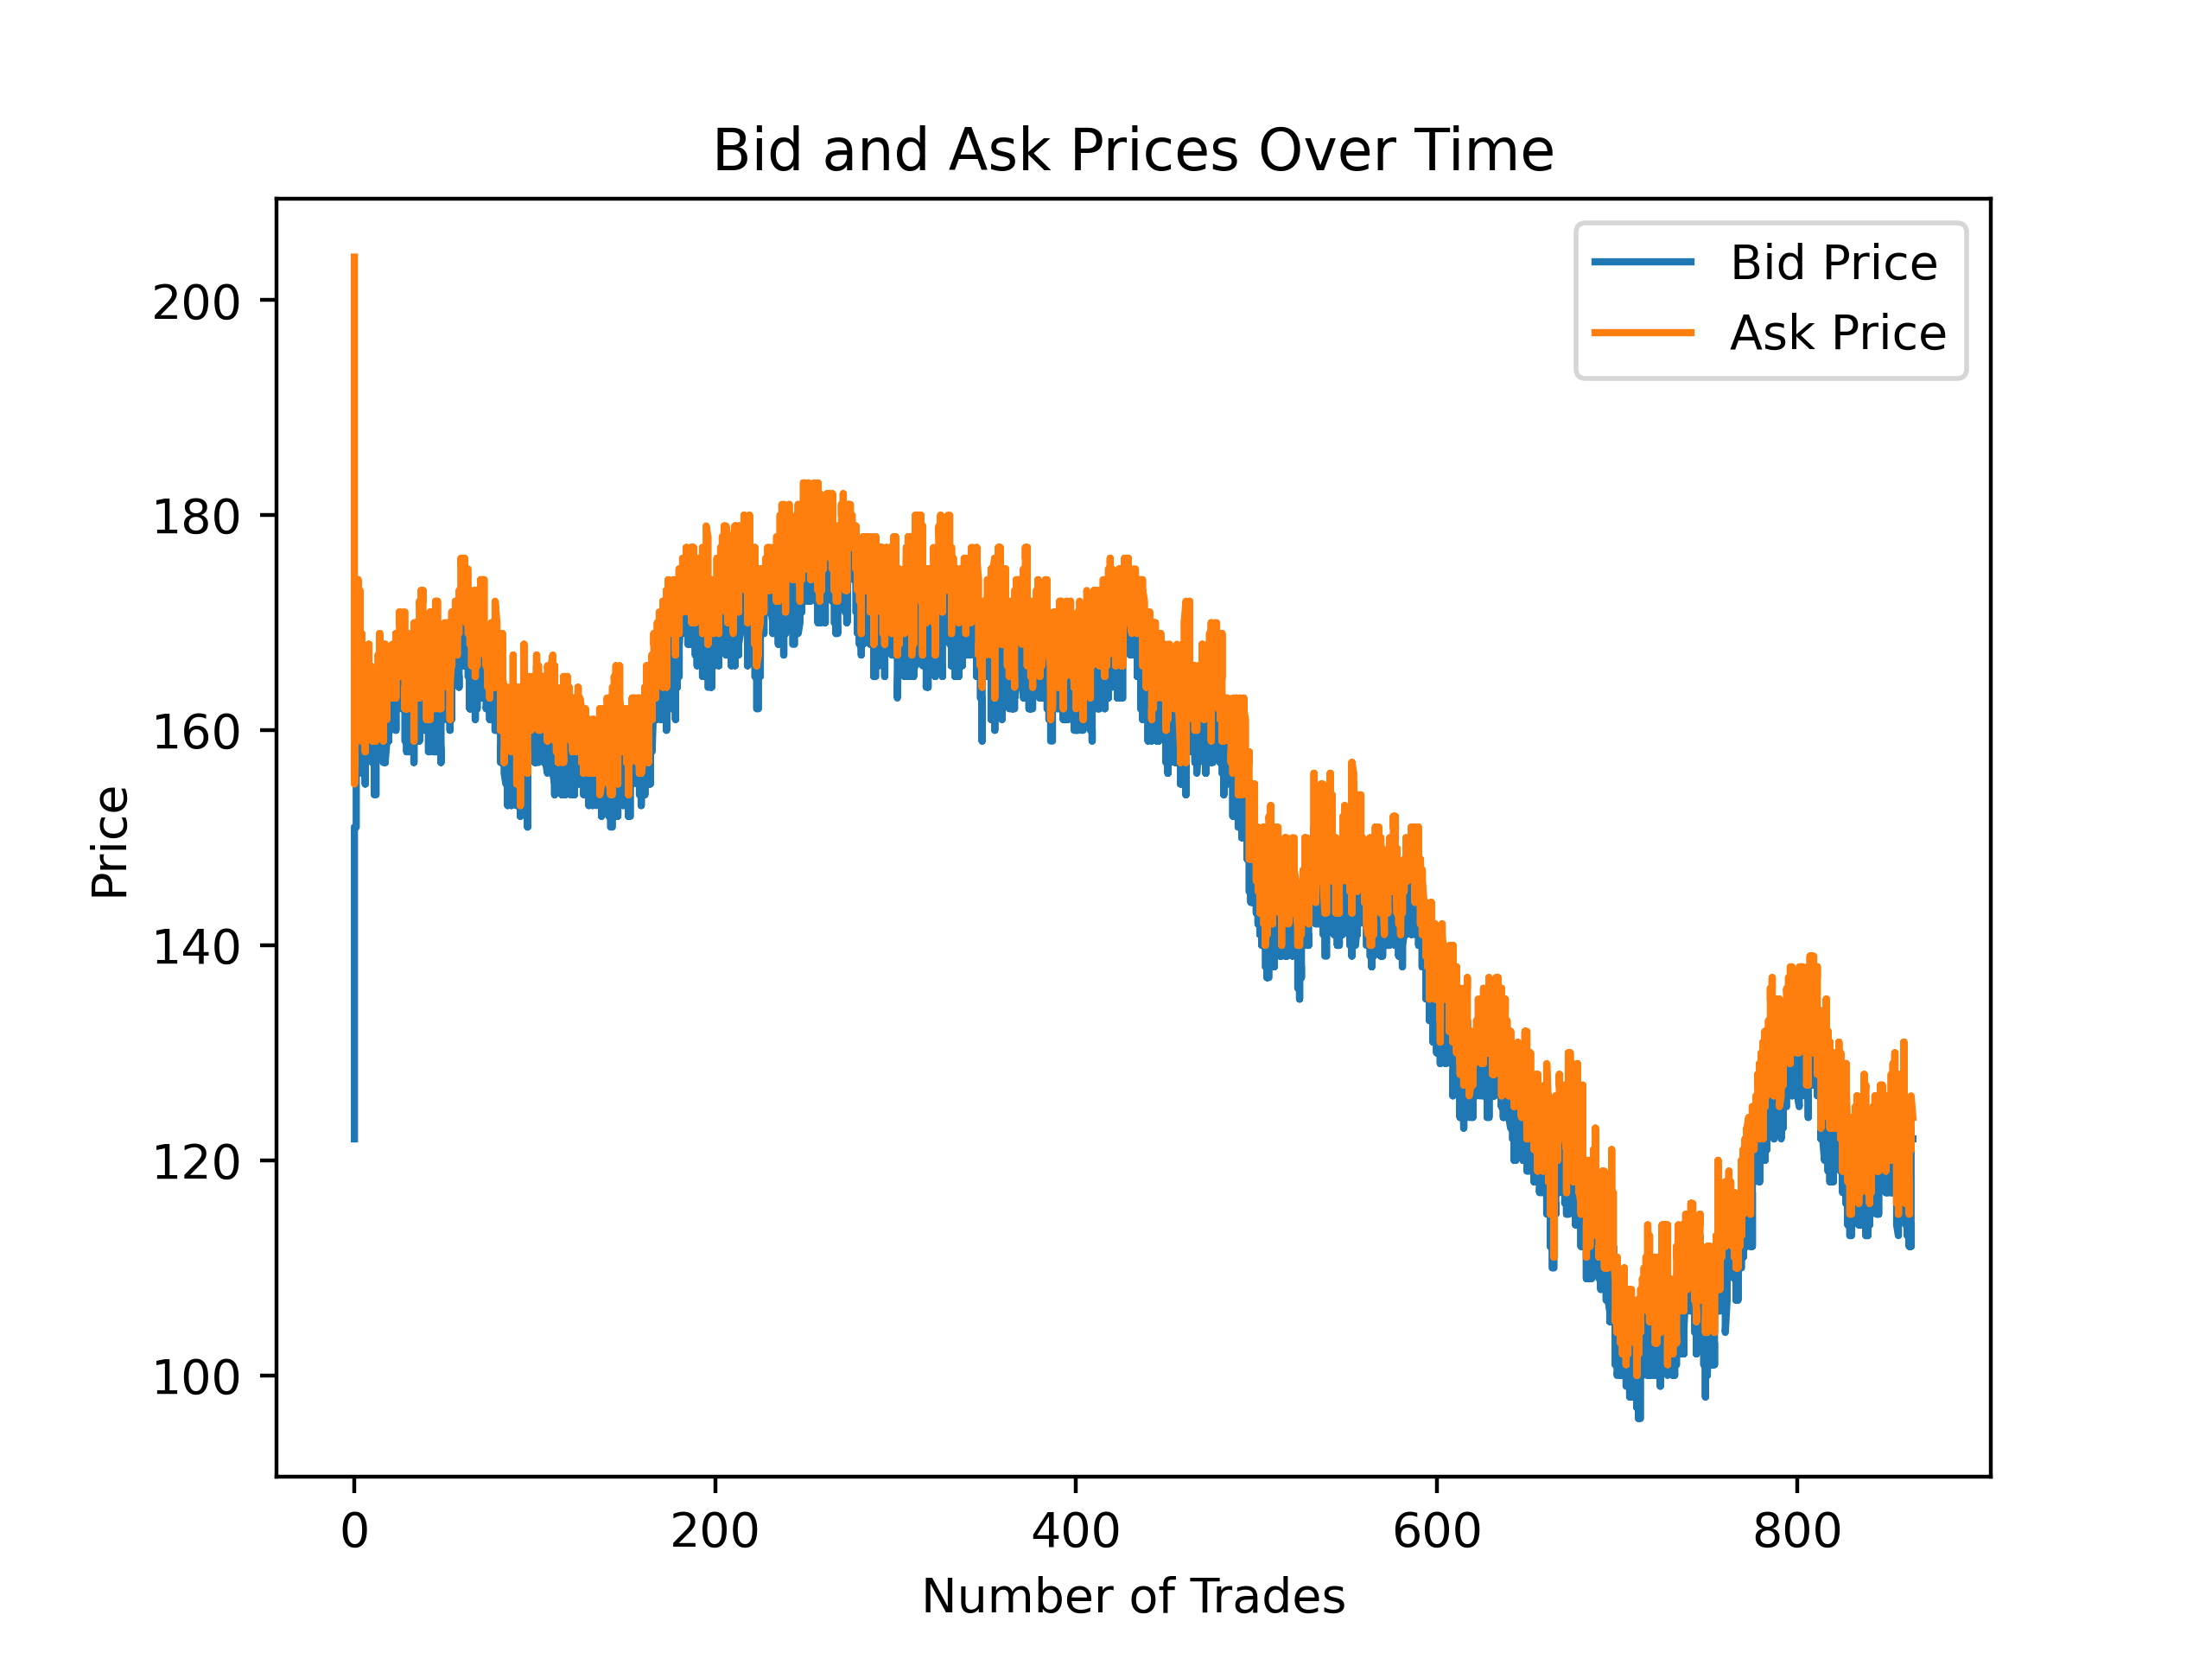 Bid and Ask Prices Over Time
Bid Price
Ask Price
200
180
160
140
120
100
Price
0 200 400 600 800
Number of Trades